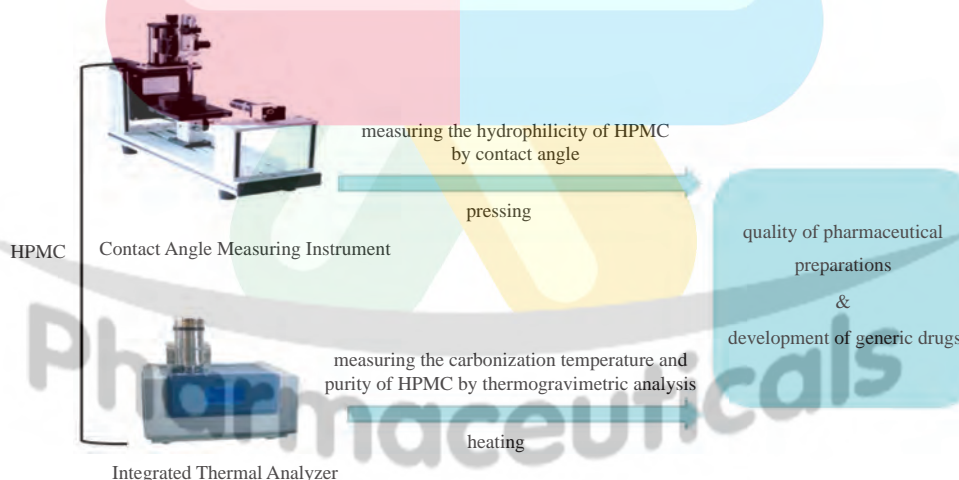 measuring the hydrophilicity of HPMC
by contact angle
pressing
HPMC
Contact Angle Measuring Instrument
quality of pharmaceutical
preparations
&
development of generic drugs
Pharmaceuticals
measuring the carbonization temperature and
purity of HPMC by thermogravimetric analysis
heating
Integrated Thermal Analyzer